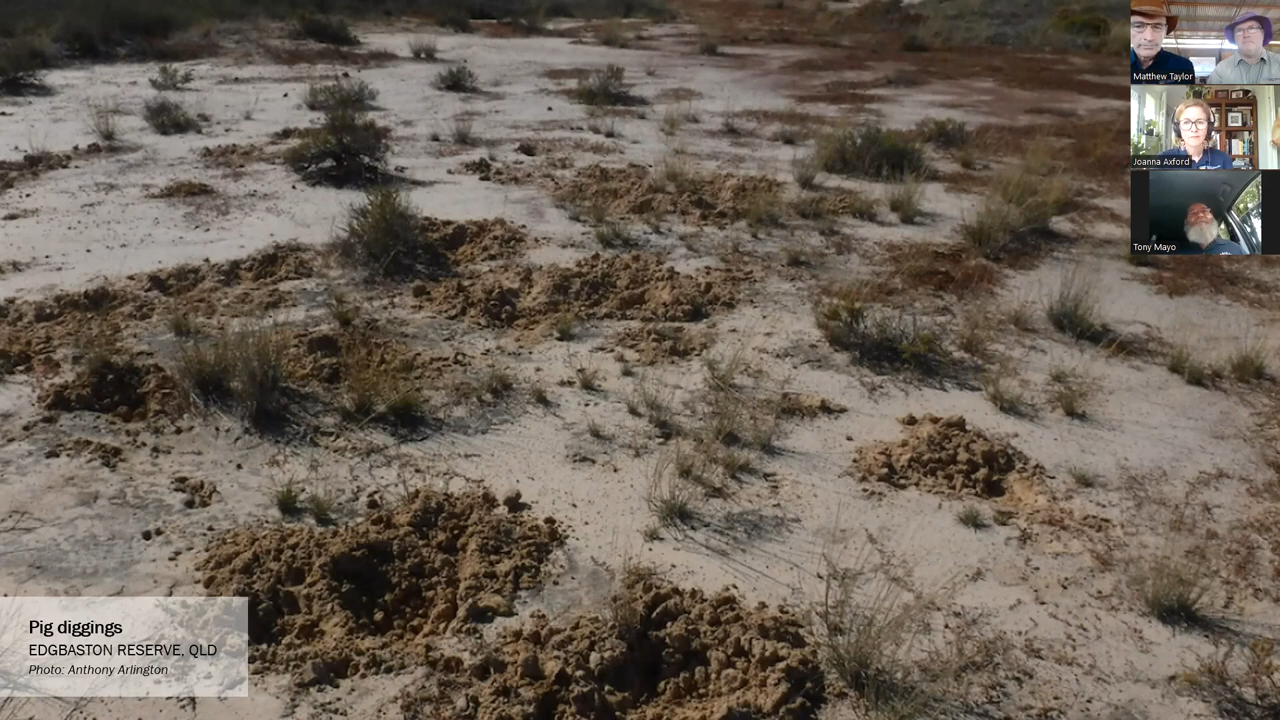 Matthew Taylor
Joanna Axford
Tony Mayo
Pig diggings
EDGBASTON RESERVE, QLD
Photo: Anthony Arlington